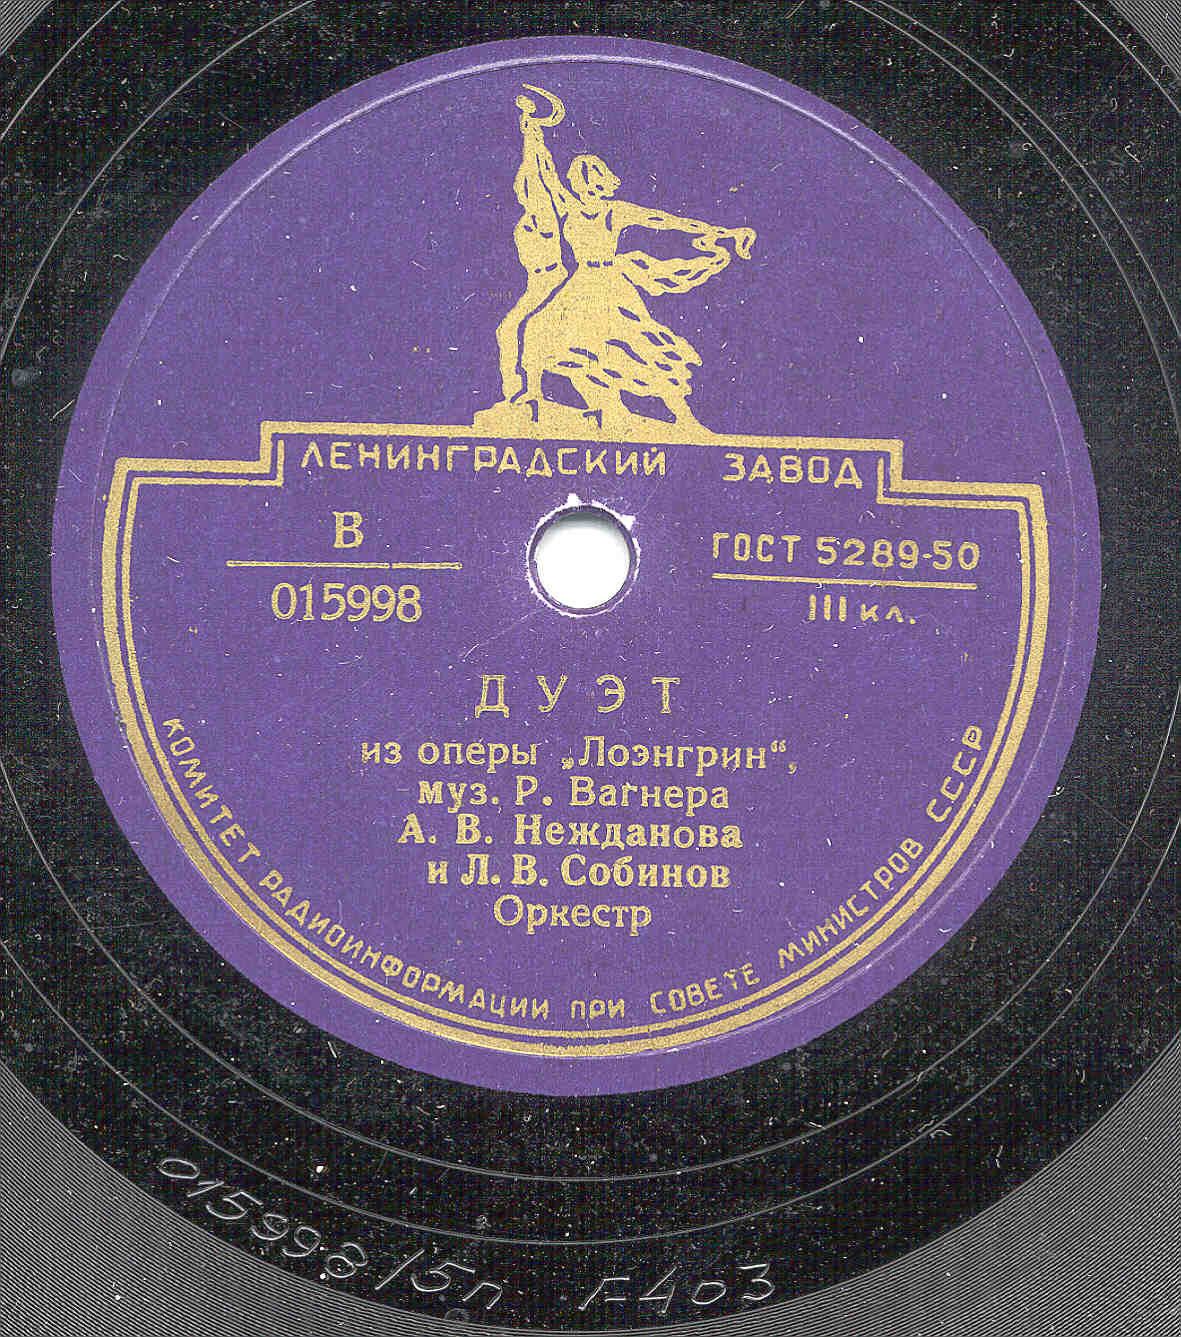 ЛЕНИНГРАДСКИЙ ЗАВОД
В
015998
ГОСТ 5289-50
III кл.
ДУЭТ
из оперы „Лоэнгрин“,
муз. Р. Вагнера
А. В. Нежданова
и Л. В. Собинов
Оркестр
КОМИТЕТ РАДИОИНФОРМАЦИИ ПРИ СОВЕТЕ МИНИСТРОВ СССР
015998/5п Г-403